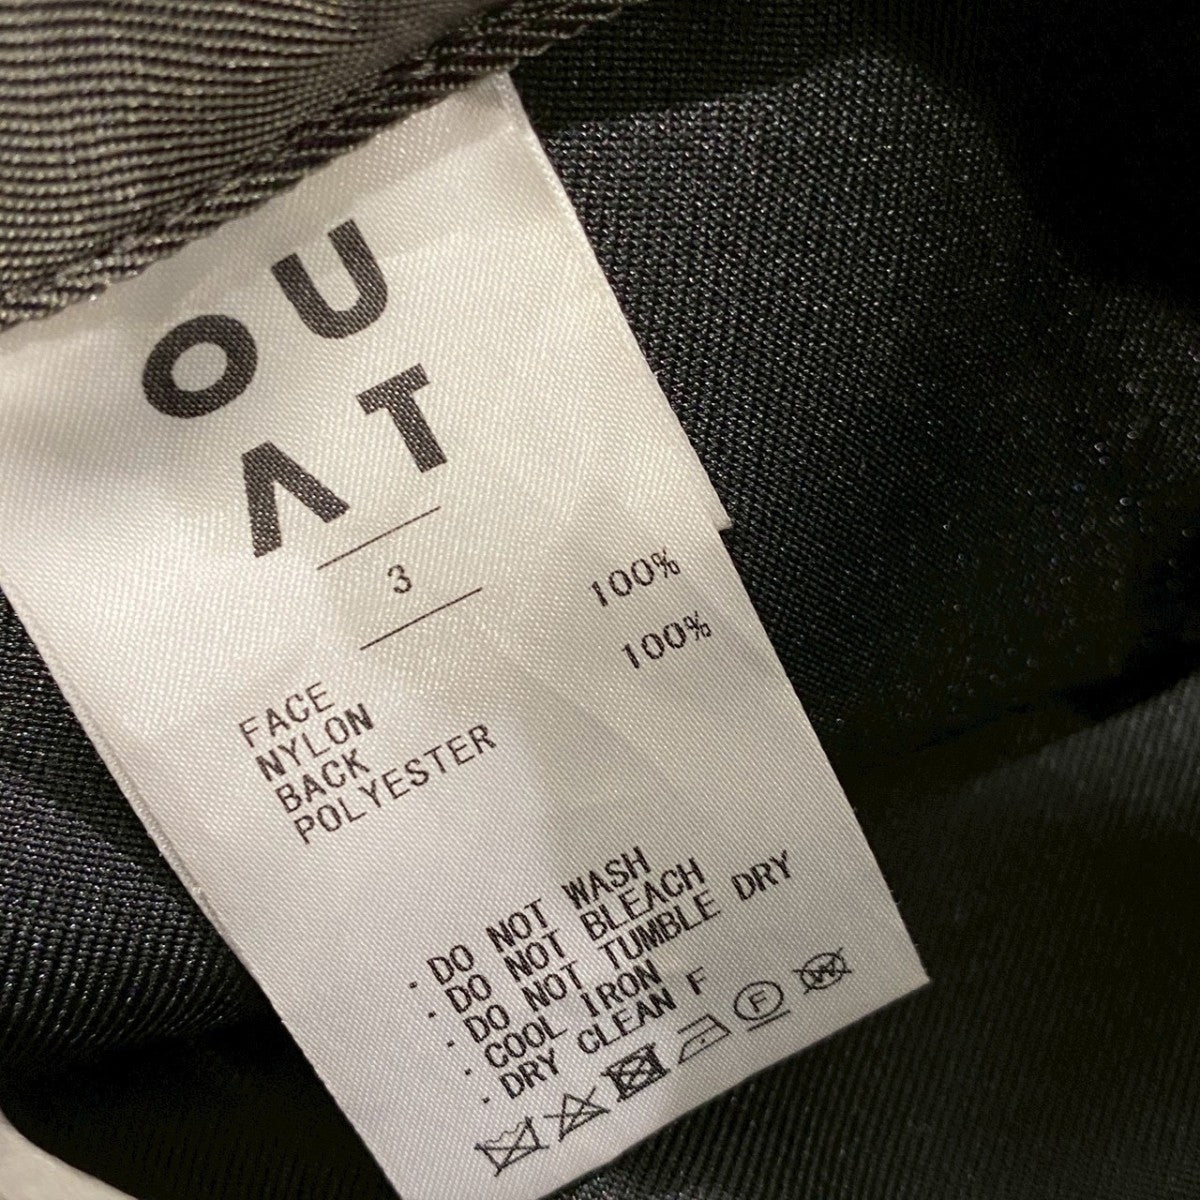 OU
AT
3
FACE
NYLON 100%
BACK
POLYESTER 100%
· DO NOT WASH
DO NOT BLEACH
· DO NOT TUMBLE DRY
· COOL IRON
· DRY CLEAN F
F W